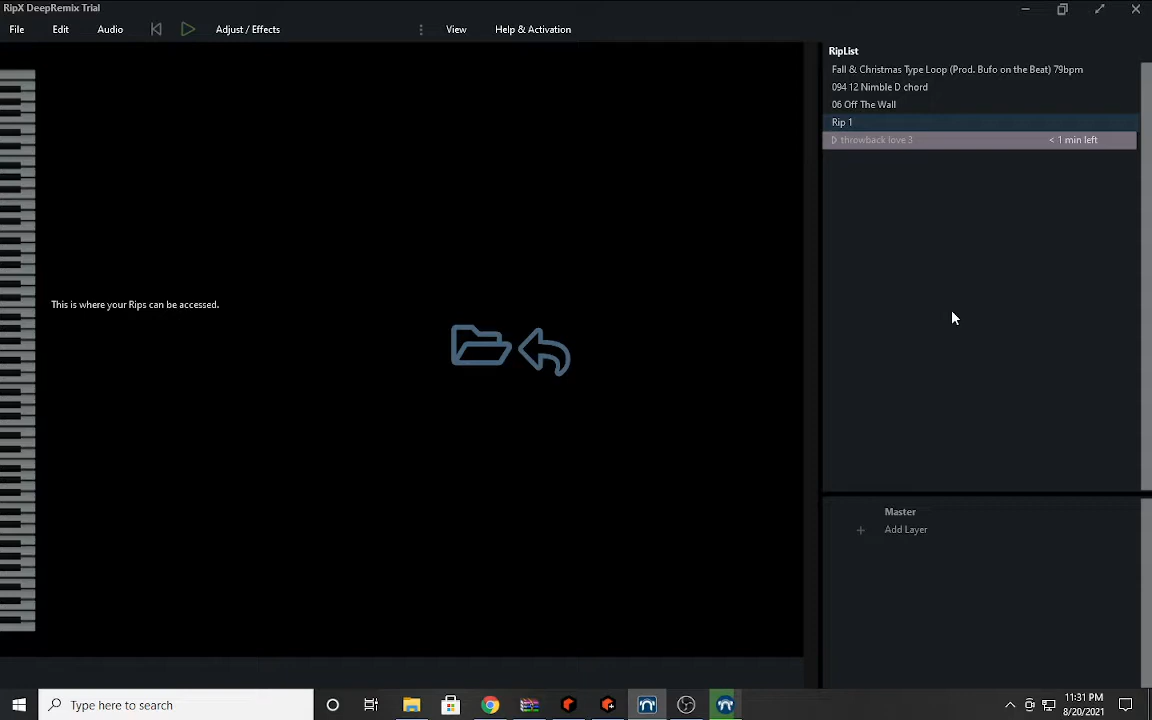 RipX DeepRemix Trial
File Edit Audio Adjust / Effects View Help & Activation
RipList
Fall & Christmas Type Loop (Prod. Bufo on the Beat) 79bpm
094 12 Nimble D chord
06 Off The Wall
Rip 1
D throwback love 3 < 1 min left
This is where your Rips can be accessed.
Master
+ Add Layer
Type here to search
11:31 PM
8/20/2021